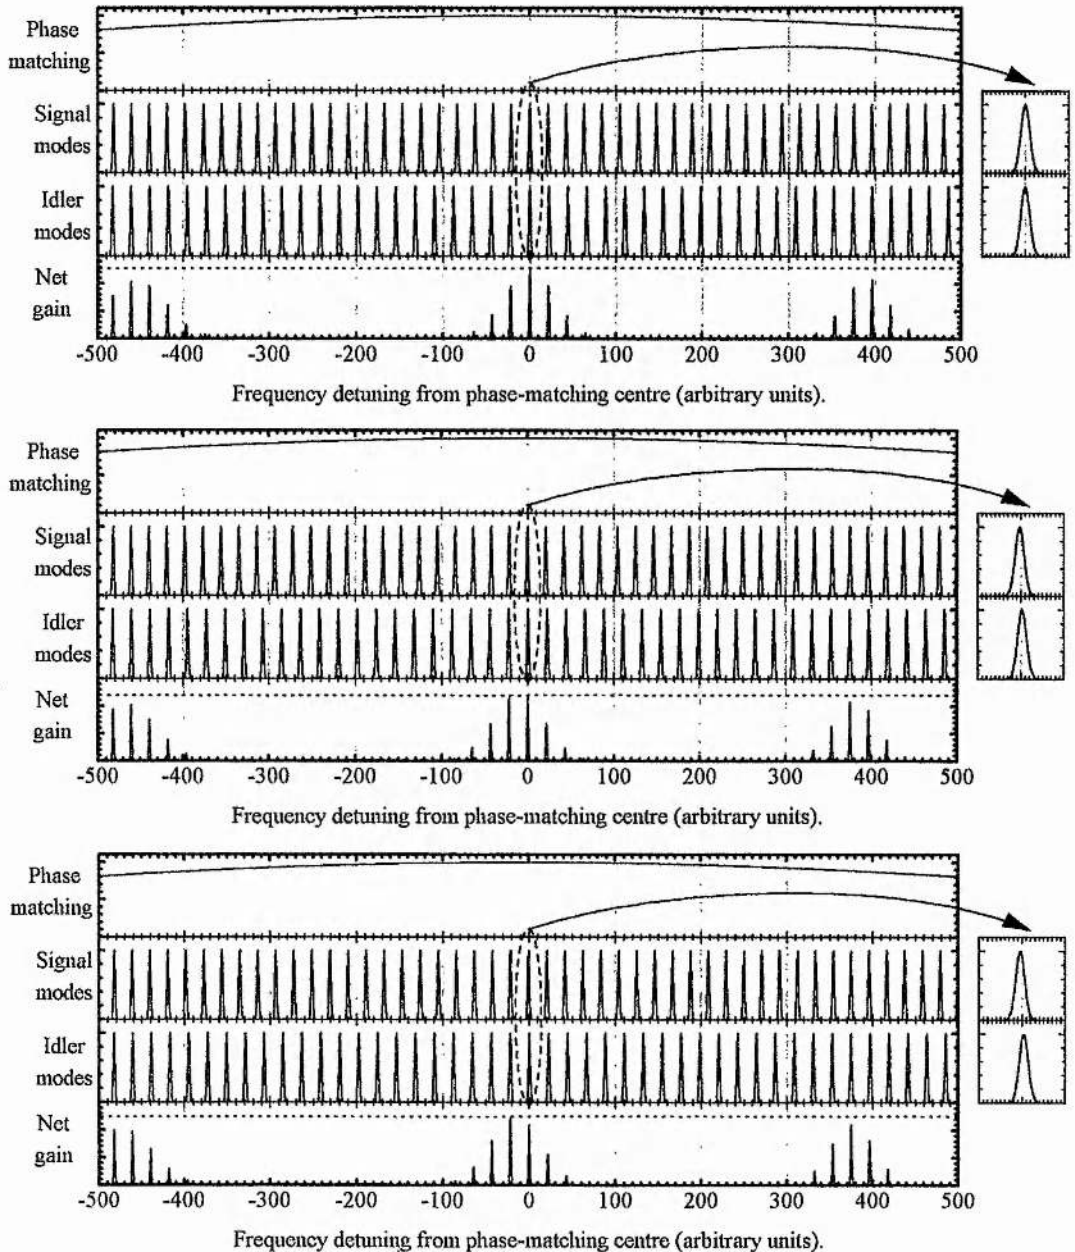 Phase
matching
Signal
modes
Idler
modes
Net
gain
-500 -400 -300 -200 -100 0 100 200 300 400 500
Frequency detuning from phase-matching centre (arbitrary units).
Phase
matching
Signal
modes
Idler
modes
Net
gain
-500 -400 -300 -200 -100 0 100 200 300 400 500
Frequency detuning from phase-matching centre (arbitrary units).
Phase
matching
Signal
modes
Idler
modes
Net
gain
-500 -400 -300 -200 -100 0 100 200 300 400 500
Frequency detuning from phase-matching centre (arbitrary units).